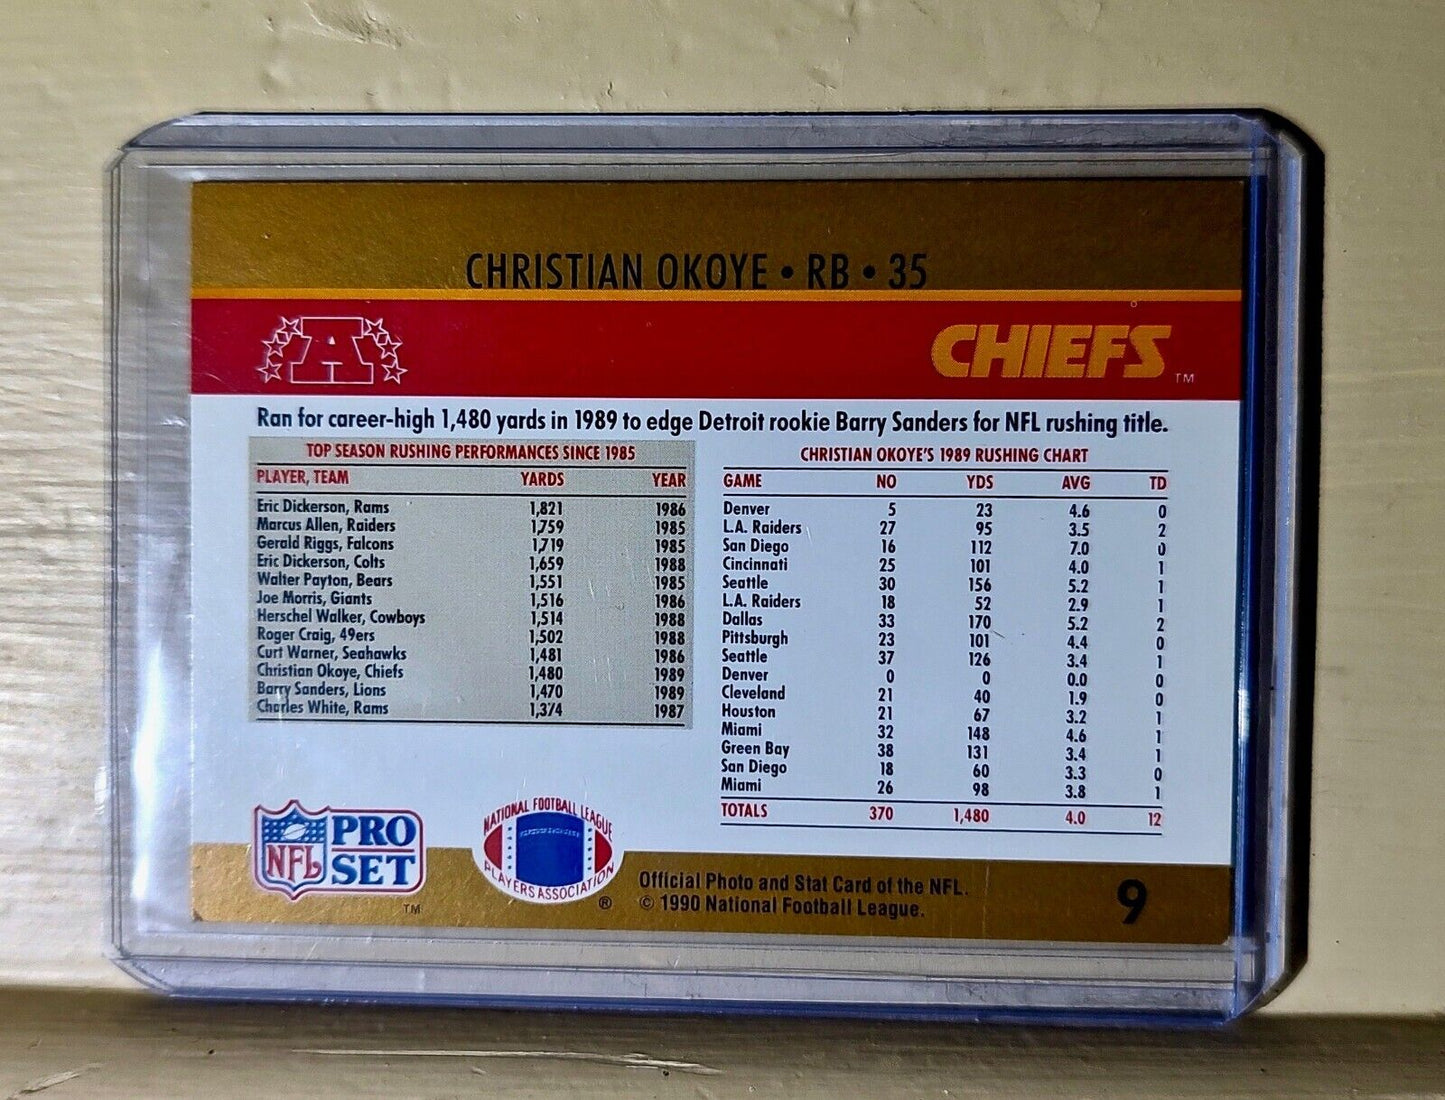 CHRISTIAN OKOYE • RB • 35
A
CHIEFS TM
Ran for career-high 1,480 yards in 1989 to edge Detroit rookie Barry Sanders for NFL rushing title.
TOP SEASON RUSHING PERFORMANCES SINCE 1985
PLAYER, TEAM YARDS YEAR
Eric Dickerson, Rams 1,821 1986
Marcus Allen, Raiders 1,759 1985
Gerald Riggs, Falcons 1,719 1985
Eric Dickerson, Colts 1,659 1988
Walter Payton, Bears 1,551 1985
Joe Morris, Giants 1,516 1986
Herschel Walker, Cowboys 1,514 1988
Roger Craig, 49ers 1,502 1988
Curt Warner, Seahawks 1,481 1986
Christian Okoye, Chiefs 1,480 1989
Barry Sanders, Lions 1,470 1989
Charles White, Rams 1,374 1987
CHRISTIAN OKOYE'S 1989 RUSHING CHART
GAME NO YDS AVG TD
Denver 5 23 4.6 0
L.A. Raiders 27 95 3.5 2
San Diego 16 112 7.0 0
Cincinnati 25 101 4.0 1
Seattle 30 156 5.2 1
L.A. Raiders 18 52 2.9 1
Dallas 33 170 5.2 2
Pittsburgh 23 101 4.4 0
Seattle 37 126 3.4 1
Denver 0 0 0.0 0
Cleveland 21 40 1.9 0
Houston 21 67 3.2 1
Miami 32 148 4.6 1
Green Bay 38 131 3.4 1
San Diego 18 60 3.3 0
Miami 26 98 3.8 1
TOTALS 370 1,480 4.0 12
NFL PRO SET TM
NATIONAL FOOTBALL LEAGUE
PLAYERS ASSOCIATION ®
Official Photo and Stat Card of the NFL.
© 1990 National Football League.
9